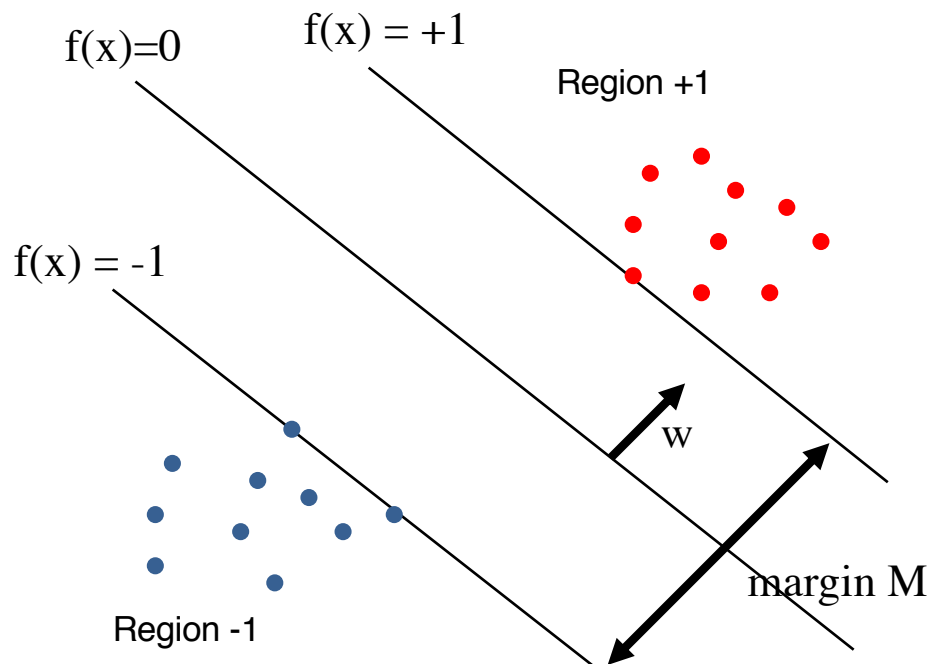 f(x)=0
f(x) = +1
Region +1
f(x) = -1
w
margin M
Region -1